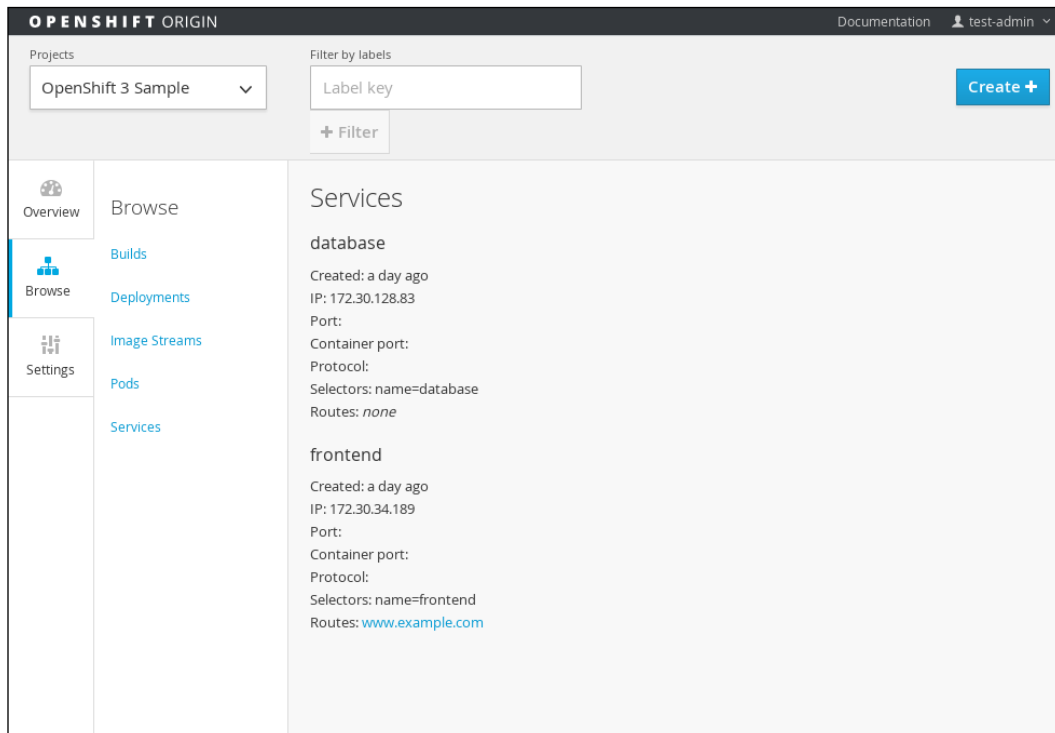 OPENSHIFT ORIGIN
Documentation
test-admin
Projects
OpenShift 3 Sample
Filter by labels
Label key
+ Filter
Create +
Overview
Browse
Settings
Browse
Builds
Deployments
Image Streams
Pods
Services
Services
database
Created: a day ago
IP: 172.30.128.83
Port:
Container port:
Protocol:
Selectors: name=database
Routes: none
frontend
Created: a day ago
IP: 172.30.34.189
Port:
Container port:
Protocol:
Selectors: name=frontend
Routes: www.example.com